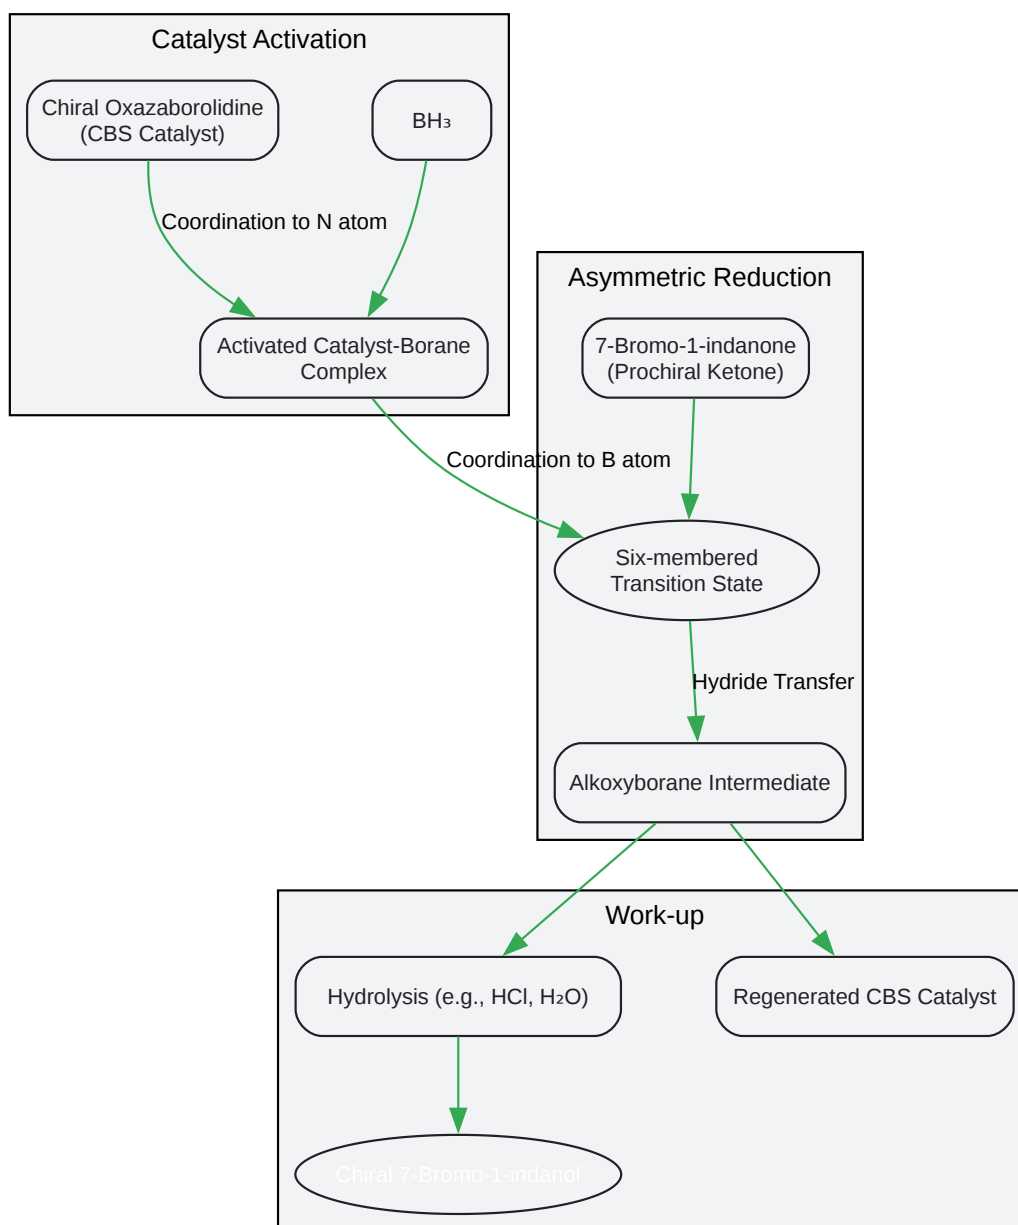 Catalyst Activation
Chiral Oxazaborolidine
(CBS Catalyst)
BH₃
Coordination to N atom
Activated Catalyst-Borane
Complex
Asymmetric Reduction
7-Bromo-1-indanone
(Prochiral Ketone)
Coordination to B atom
Six-membered
Transition State
Hydride Transfer
Alkoxyborane Intermediate
Work-up
Hydrolysis (e.g., HCl, H₂O)
Regenerated CBS Catalyst
Chiral 7-Bromo-1-indanol